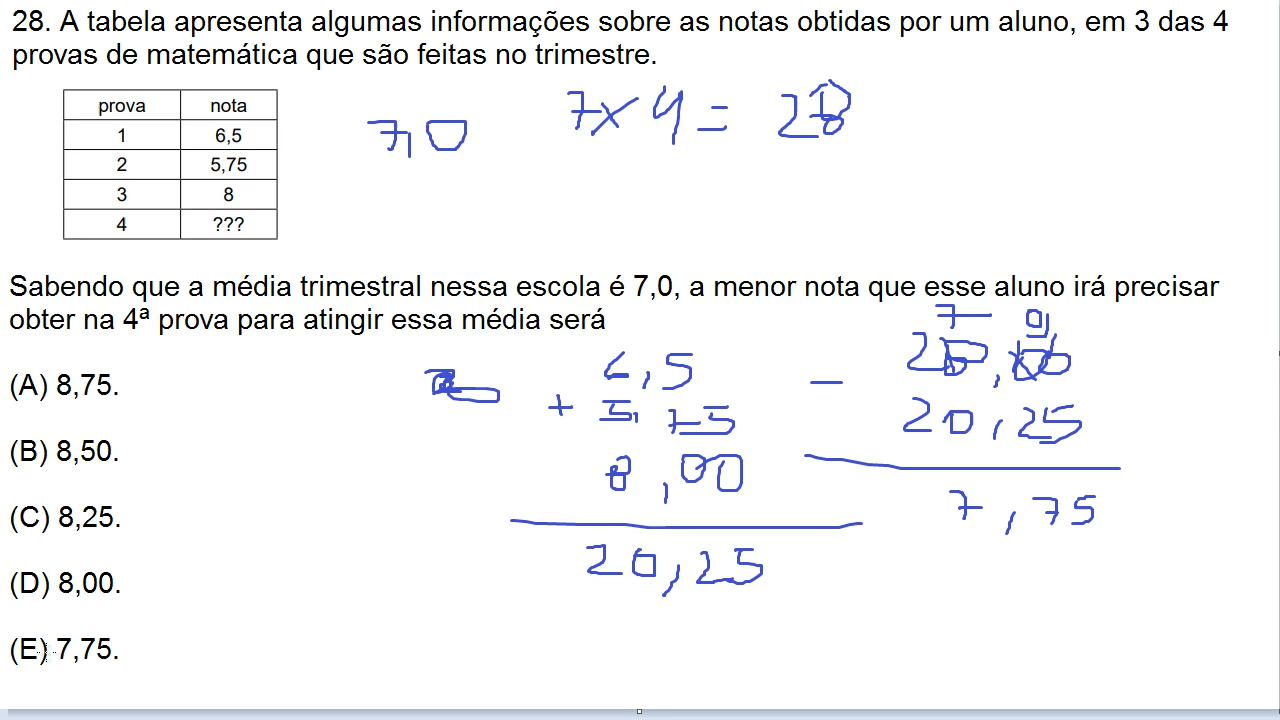 28. A tabela apresenta algumas informações sobre as notas obtidas por um aluno, em 3 das 4
provas de matemática que são feitas no trimestre.
prova nota
1 6,5
2 5,75
3 8
4 ???
7,0
7x4 = 28
Sabendo que a média trimestral nessa escola é 7,0, a menor nota que esse aluno irá precisar
obter na 4ª prova para atingir essa média será
(A) 8,75.
(B) 8,50.
(C) 8,25.
(D) 8,00.
(E) 7,75.
6,5
+ 5,75
8,00
20,25
7 9
- 28,00
20,25
7,75